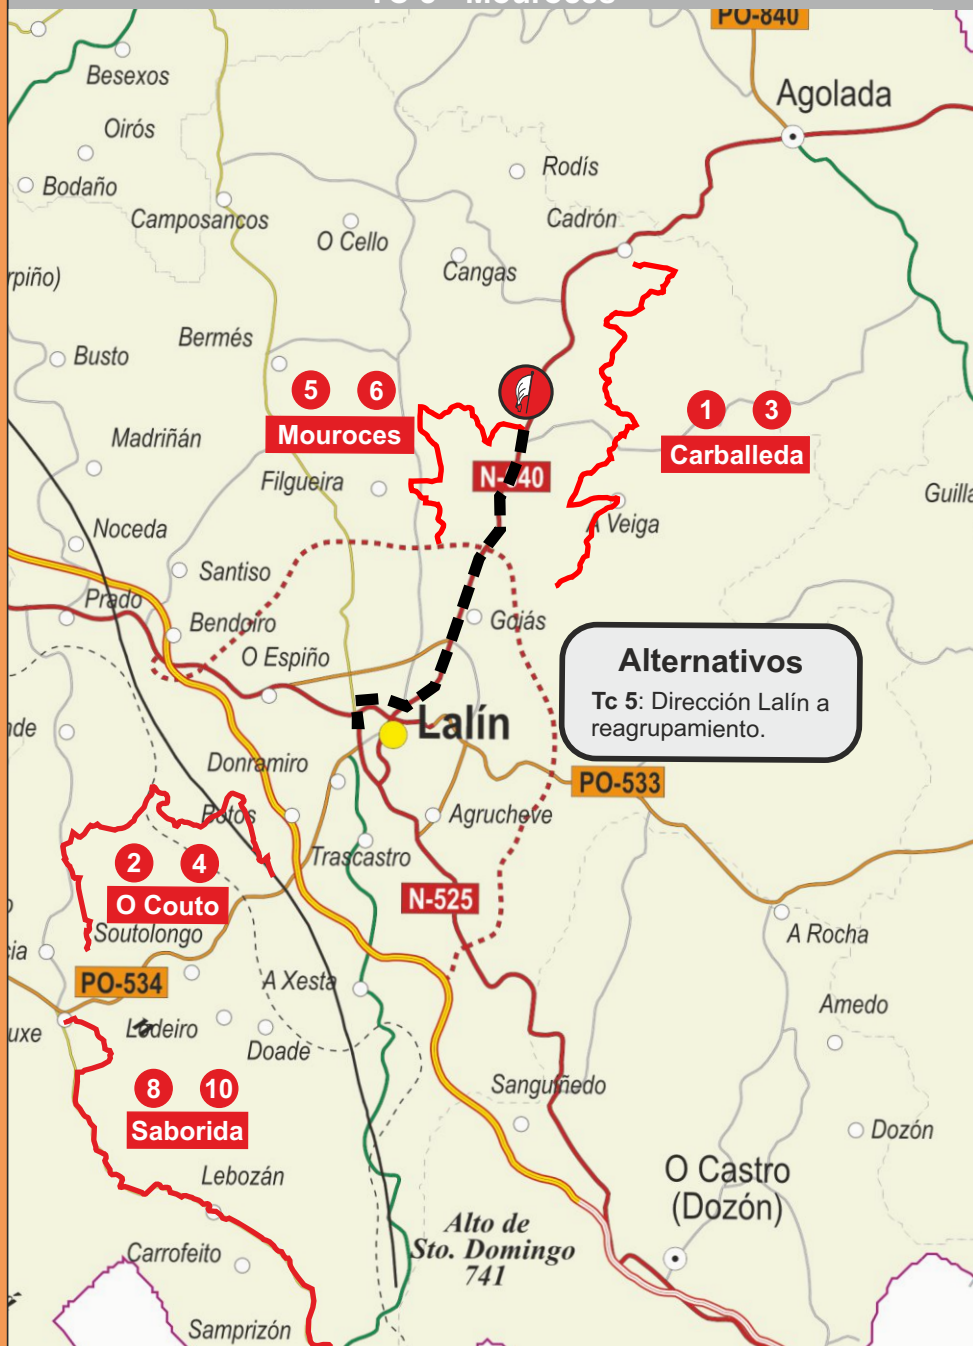 PO-840
Agolada
Besexos
Oirós
Bodaño
Rodís
Camposancos
Cadrón
O Cello
Cangas
Bermés
Busto
5 6
Mouroces
1 3
Carballeda
Madriñán
Filgueira
Noceda
A Veiga
Santiso
Prado
Bendoiro
Goiás
O Espiño
Alternativos
Tc 5: Dirección Lalín a
reagrupamiento.
Lalín
Donramiro
PO-533
Botos
Agrucheve
Trascastro
2 4
O Couto
N-525
Soutolongo
A Rocha
PO-534
A Xesta
Amedo
Lodeiro
Doade
8 10
Saborida
Sanguiñedo
Dozón
Lebozán
O Castro
(Dozón)
Alto de
Sto. Domingo
741
Carrofeito
Samprizón